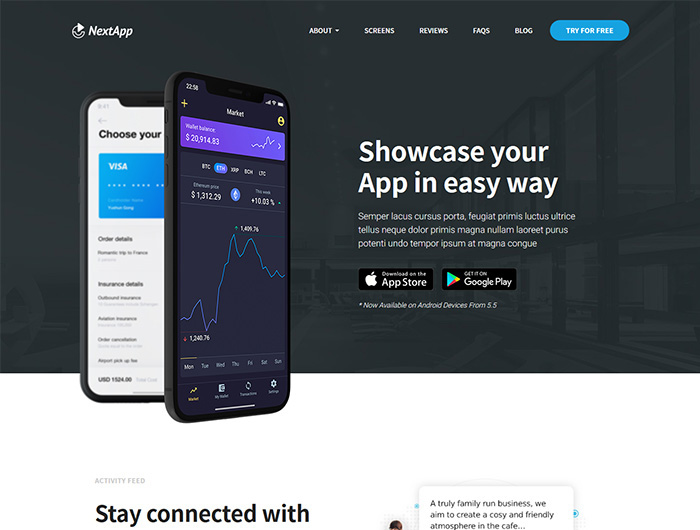 NextApp
ABOUT
SCREENS
REVIEWS
FAQS
BLOG
TRY FOR FREE
8:41
Choose your
VISA
Order details
Romantic trip to France
Insurance details
Outbound insurance
Aviation insurance
Order cancellation
Airport pick up fee
USD 1524.00 Total Cost
22:58
Market
Wallet balance:
$ 20,914.83
BTC ETH XRP BCH LTC
Ethereum price
$ 1,312.29
This week
+10.03 %
1,409.76
1,240.76
Mon Tue Wed Thu Fri Sat Sun
Market
My Wallet
Transactions
Settings
Showcase your
App in easy way
Semper lacus cursus porta, feugiat primis luctus ultrice
tellus neque dolor primis magna nullam laoreet purus
potenti undo tempor ipsum at magna congue
Download on the
App Store
GET IT ON
Google Play
* Now Available on Android Devices From 5.5
ACTIVITY FEED
Stay connected with
A truly family run business, we
aim to create a cosy and friendly
atmosphere in the cafe...